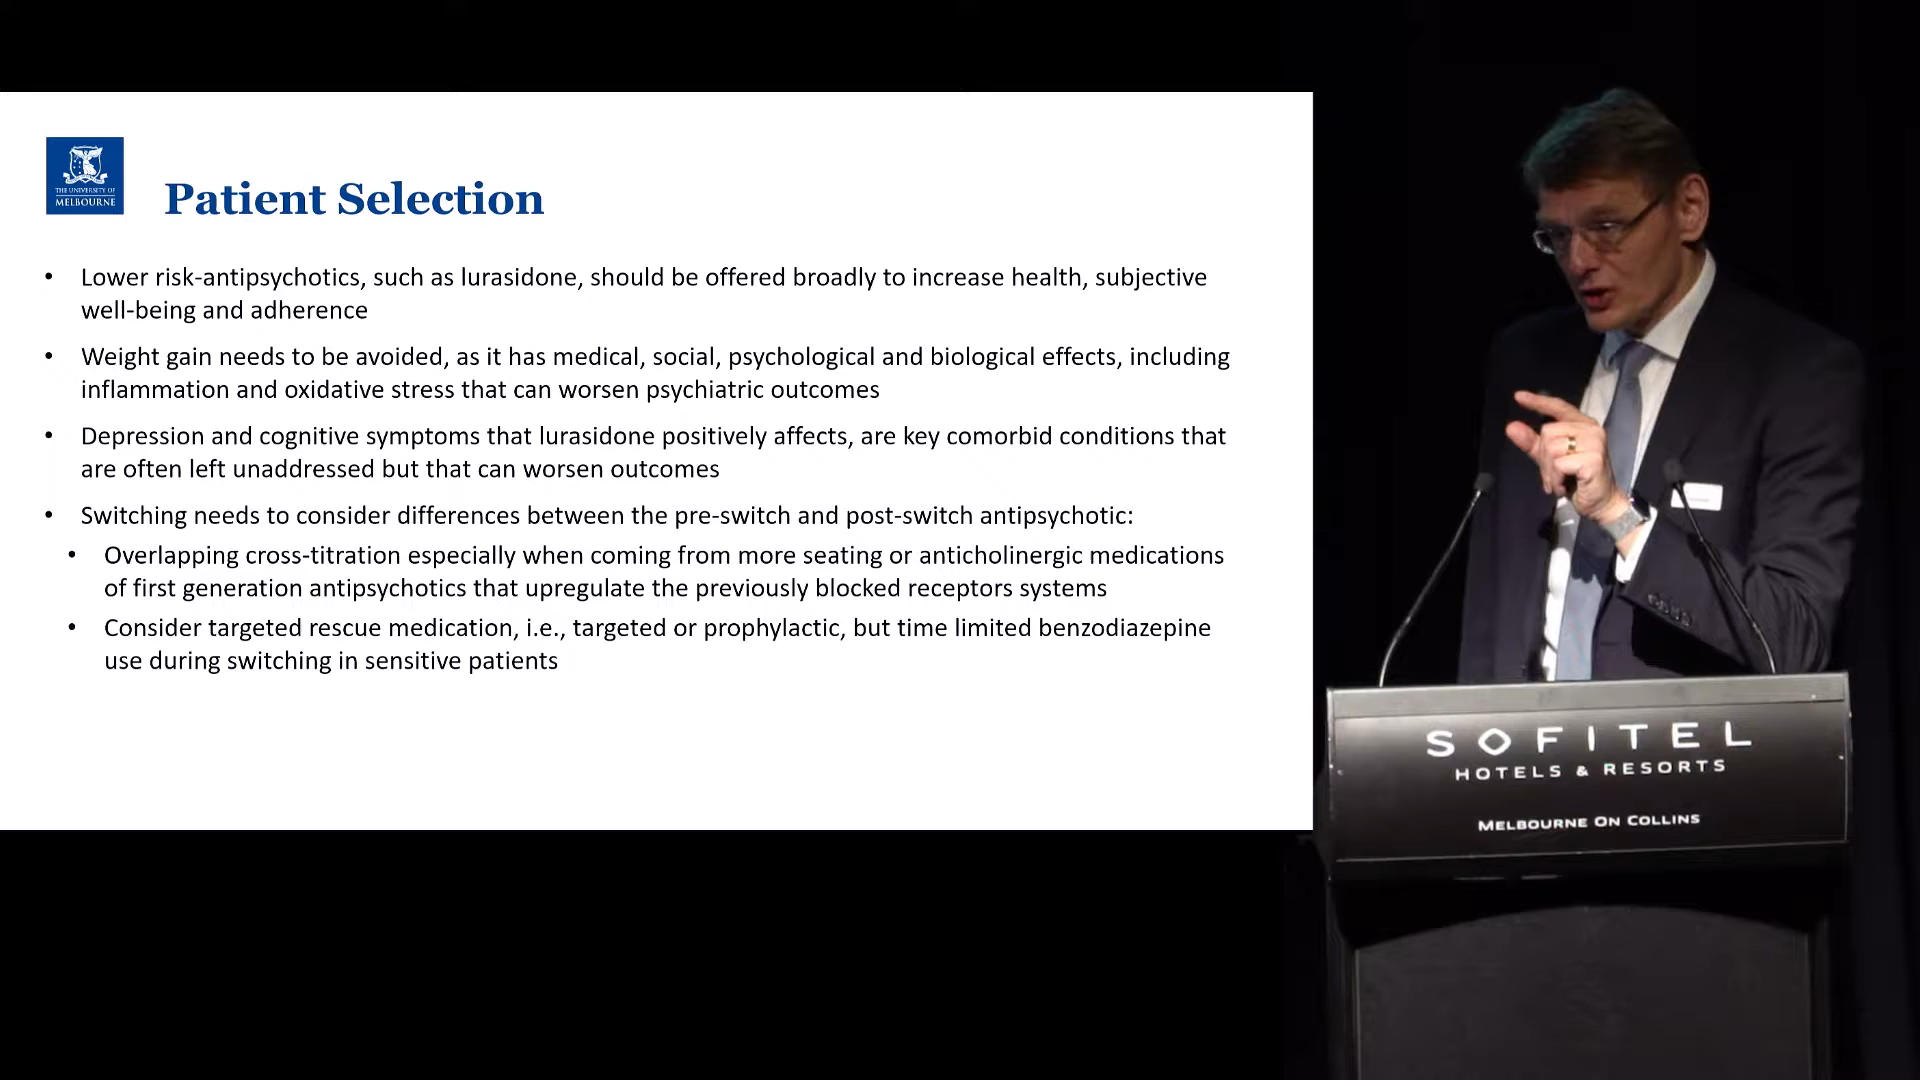 THE UNIVERSITY OF
MELBOURNE
Patient Selection
• Lower risk-antipsychotics, such as lurasidone, should be offered broadly to increase health, subjective
well-being and adherence
• Weight gain needs to be avoided, as it has medical, social, psychological and biological effects, including
inflammation and oxidative stress that can worsen psychiatric outcomes
• Depression and cognitive symptoms that lurasidone positively affects, are key comorbid conditions that
are often left unaddressed but that can worsen outcomes
• Switching needs to consider differences between the pre-switch and post-switch antipsychotic:
• Overlapping cross-titration especially when coming from more seating or anticholinergic medications
of first generation antipsychotics that upregulate the previously blocked receptors systems
• Consider targeted rescue medication, i.e., targeted or prophylactic, but time limited benzodiazepine
use during switching in sensitive patients
SOFITEL
HOTELS & RESORTS
MELBOURNE ON COLLINS